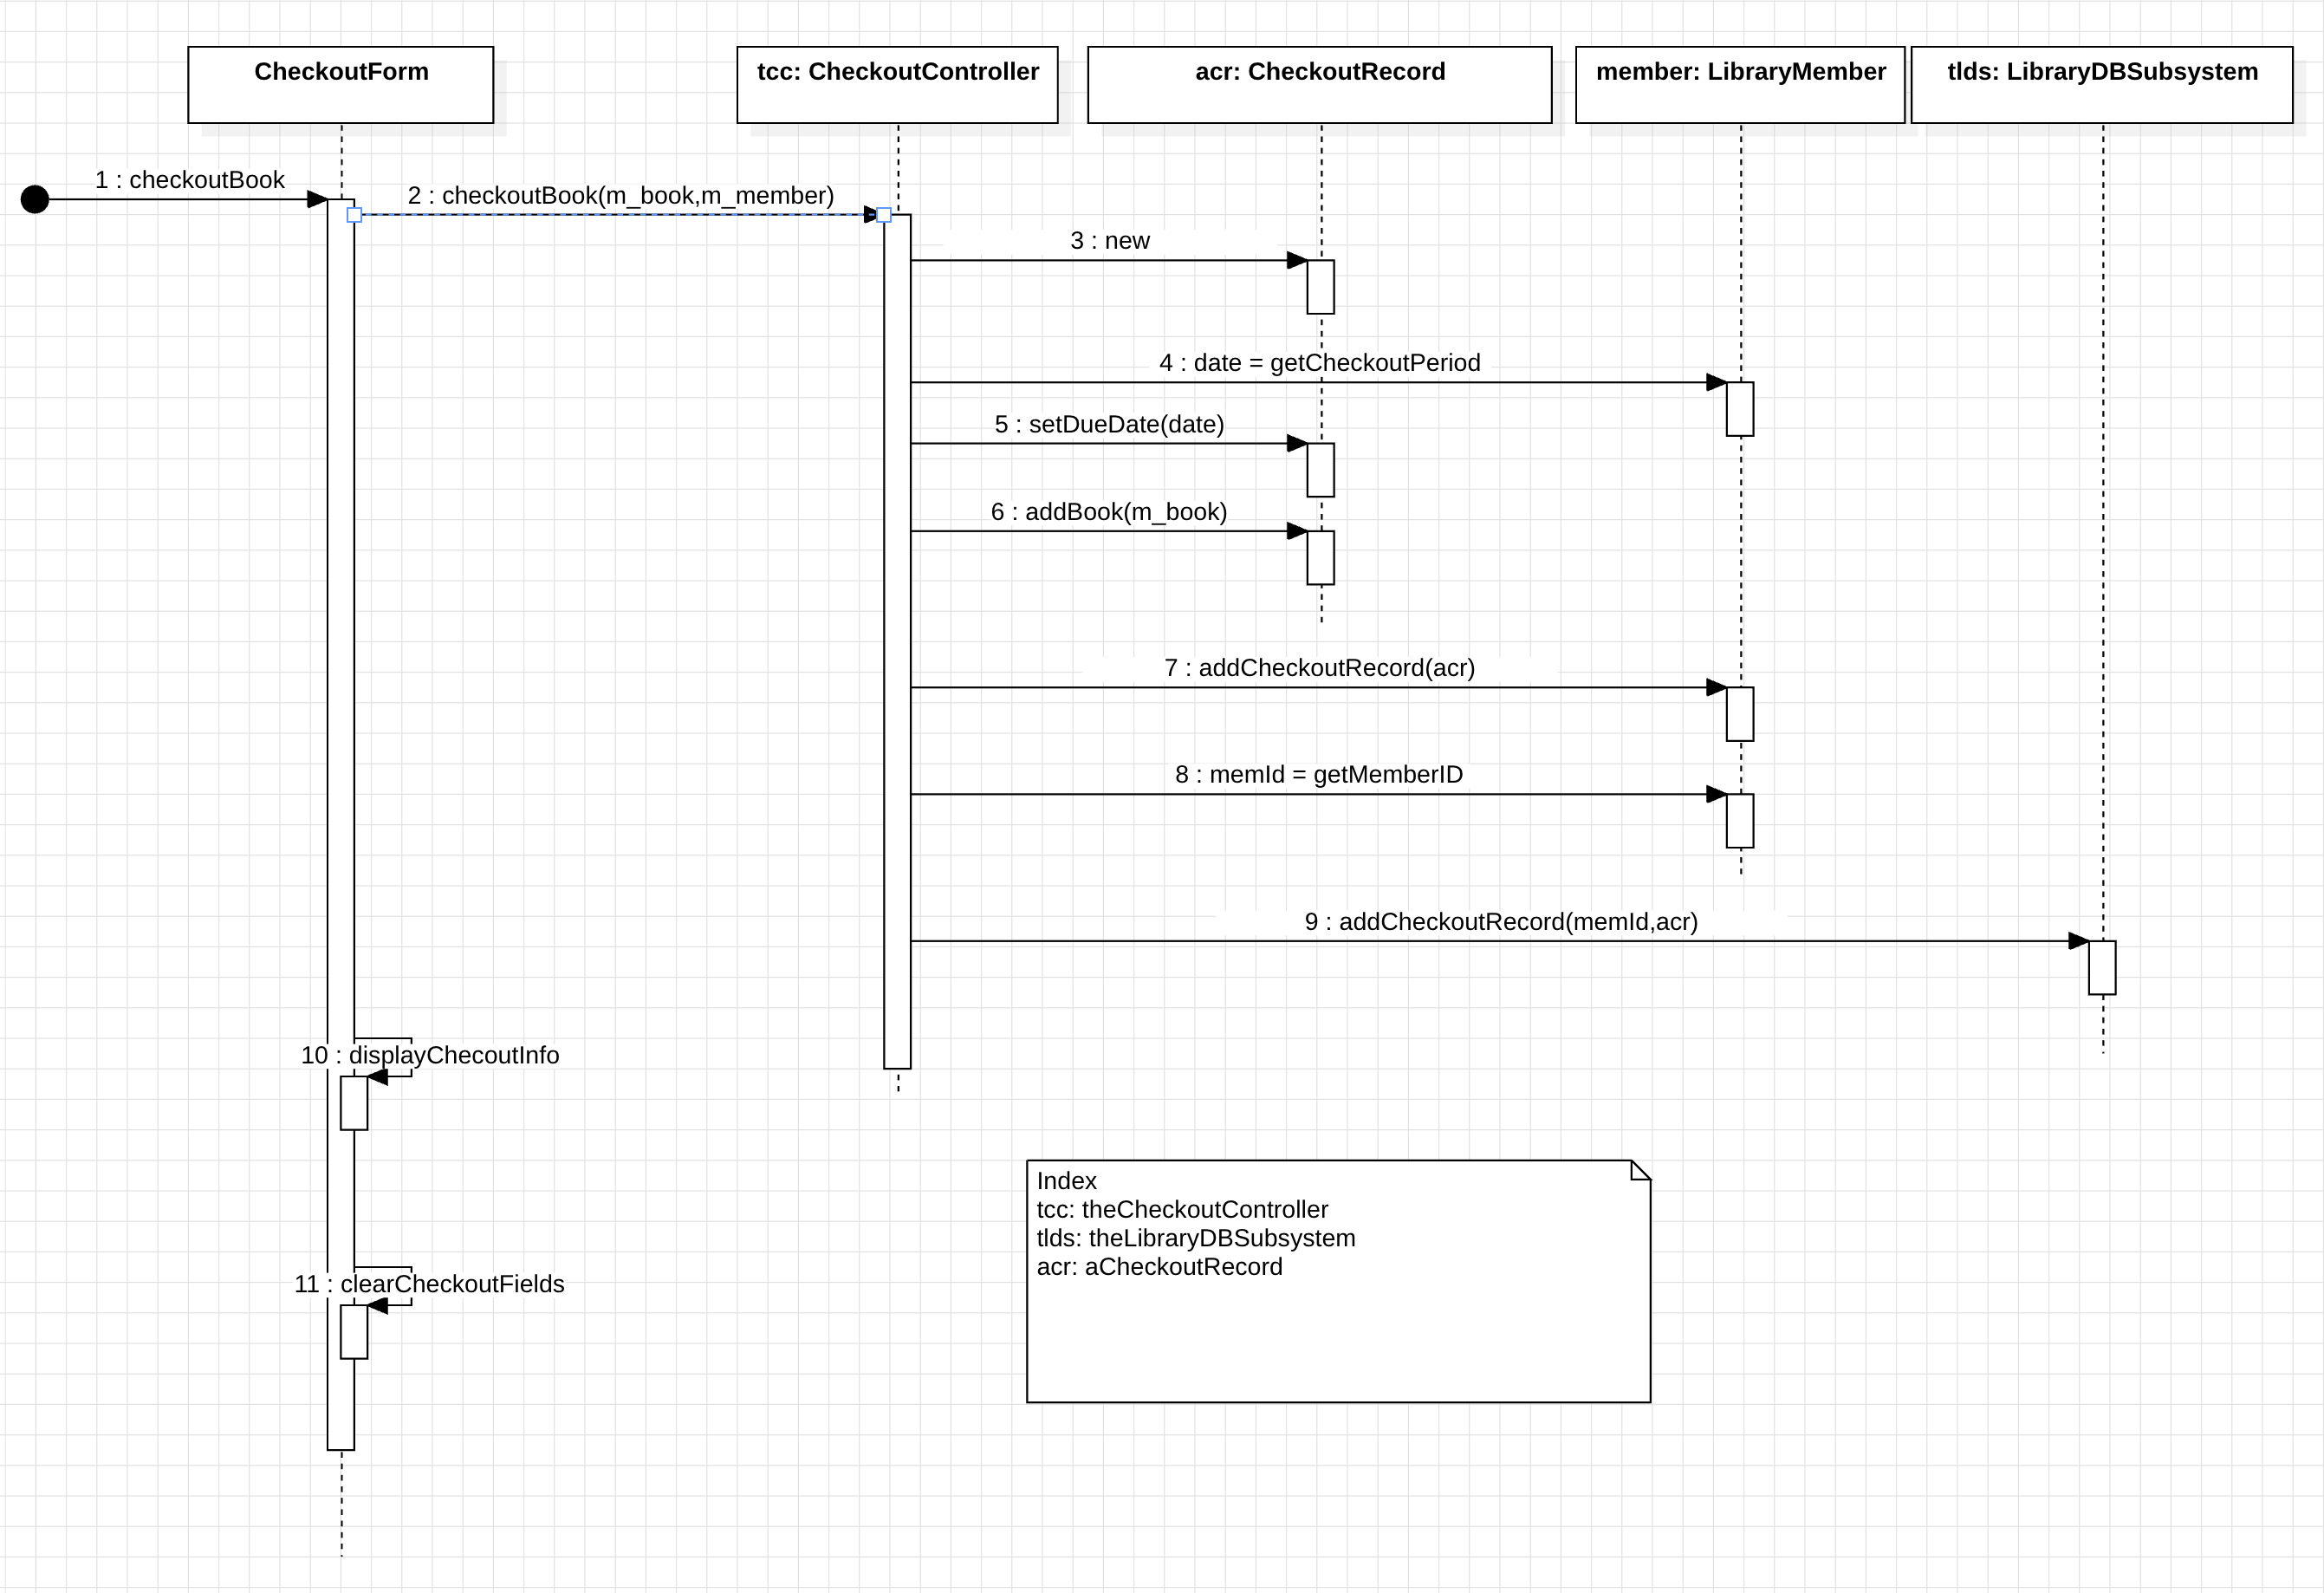 CheckoutForm
tcc: CheckoutController
acr: CheckoutRecord
member: LibraryMember
tlds: LibraryDBSubsystem
1 : checkoutBook
2 : checkoutBook(m_book,m_member)
3 : new
4 : date = getCheckoutPeriod
5 : setDueDate(date)
6 : addBook(m_book)
7 : addCheckoutRecord(acr)
8 : memId = getMemberID
9 : addCheckoutRecord(memId,acr)
10 : displayChecoutInfo
11 : clearCheckoutFields
Index
tcc: theCheckoutController
tlds: theLibraryDBSubsystem
acr: aCheckoutRecord